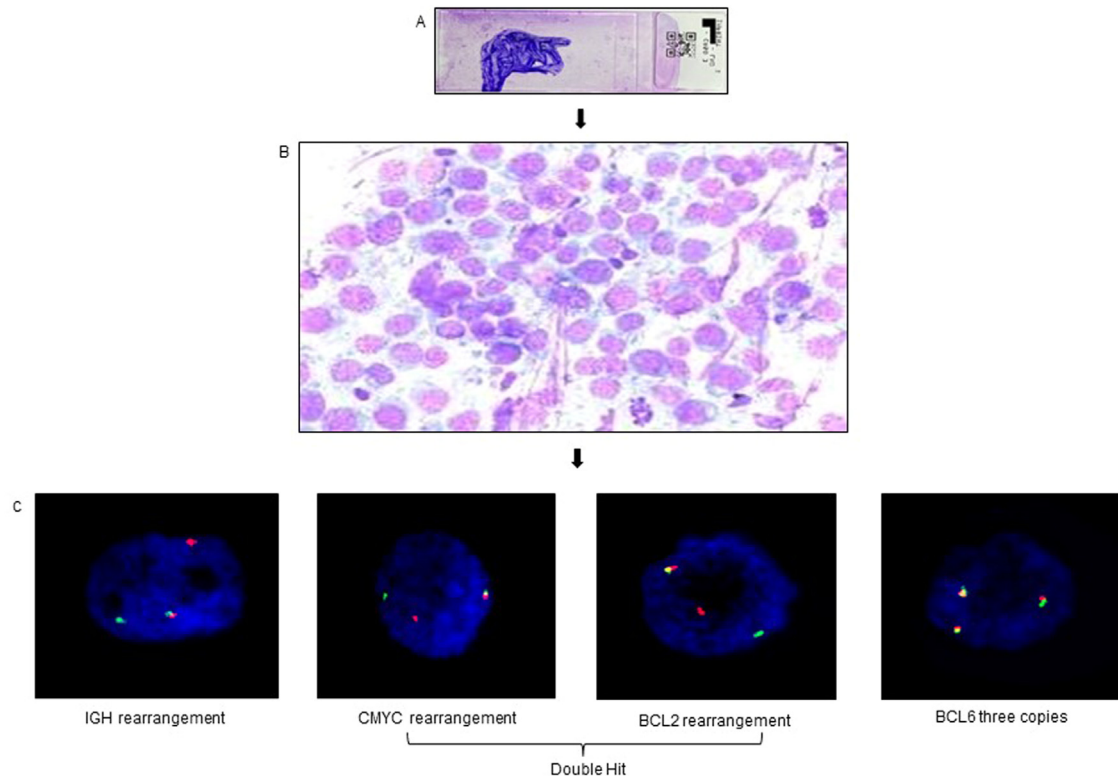 A
B
C
IGH rearrangement
CMYC rearrangement
BCL2 rearrangement
BCL6 three copies
Double Hit